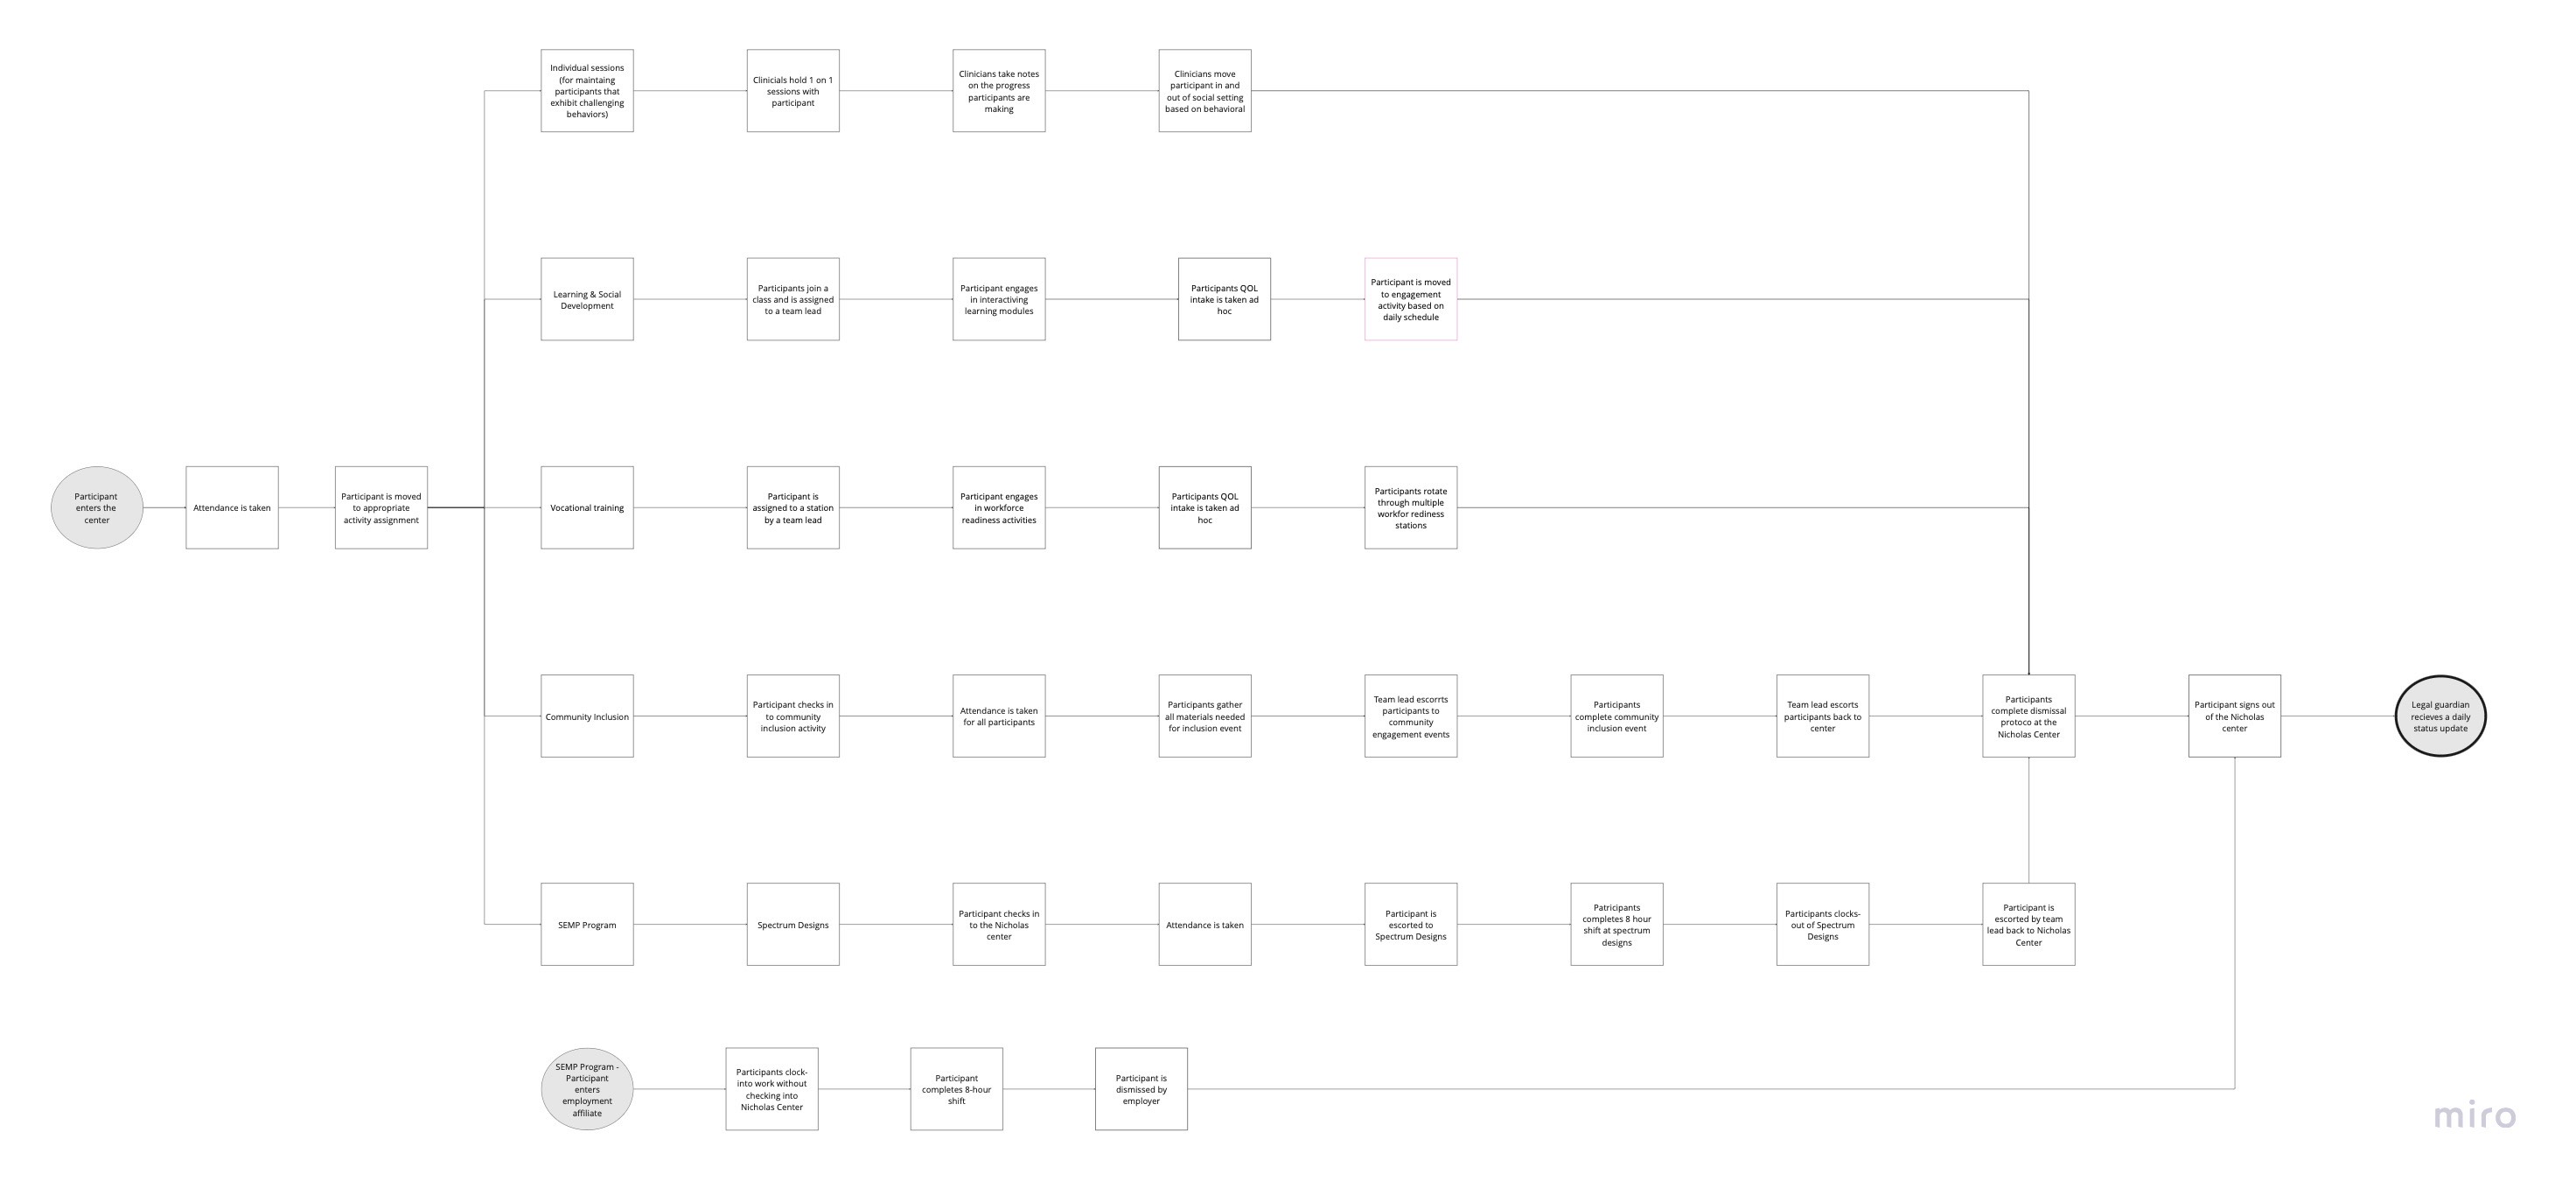 Individual sessions
(for maintaing
participants that
exhibit challenging
behaviors)
Clinicials hold 1 on 1
sessions with
participant
Clinicians take notes
on the progress
participants are
making
Clinicians move
participant in and
out of social setting
based on behavioral
Learning & Social
Development
Participants join a
class and is assigned
to a team lead
Participant engages
in interactiving
learning modules
Participants QOL
intake is taken ad
hoc
Participant is moved
to engagement
activity based on
daily schedule
Participant
enters the
center
Attendance is taken
Participant is moved
to appropriate
activity assignment
Vocational training
Participant is
assigned to a station
by a team lead
Participant engages
in workforce
readiness activities
Participants QOL
intake is taken ad
hoc
Participants rotate
through multiple
workfor rediness
stations
Community Inclusion
Participant checks in
to community
inclusion activity
Attendance is taken
for all participants
Participants gather
all materials needed
for inclusion event
Team lead escorrts
participants to
community
engagement events
Participants
complete community
inclusion event
Team lead escorts
participants back to
center
Participants
complete dismissal
protoco at the
Nicholas Center
Participant signs out
of the Nicholas
center
Legal guardian
recieves a daily
status update
SEMP Program
Spectrum Designs
Participant checks in
to the Nicholas
center
Attendance is taken
Participant is
escorted to
Spectrum Designs
Patricipants
completes 8 hour
shift at spectrum
designs
Participants clocks-
out of Spectrum
Designs
Participant is
escorted by team
lead back to Nicholas
Center
SEMP Program -
Participant
enters
employment
affiliate
Participants clock-
into work without
checking into
Nicholas Center
Participant
completes 8-hour
shift
Participant is
dismissed by
employer
miro